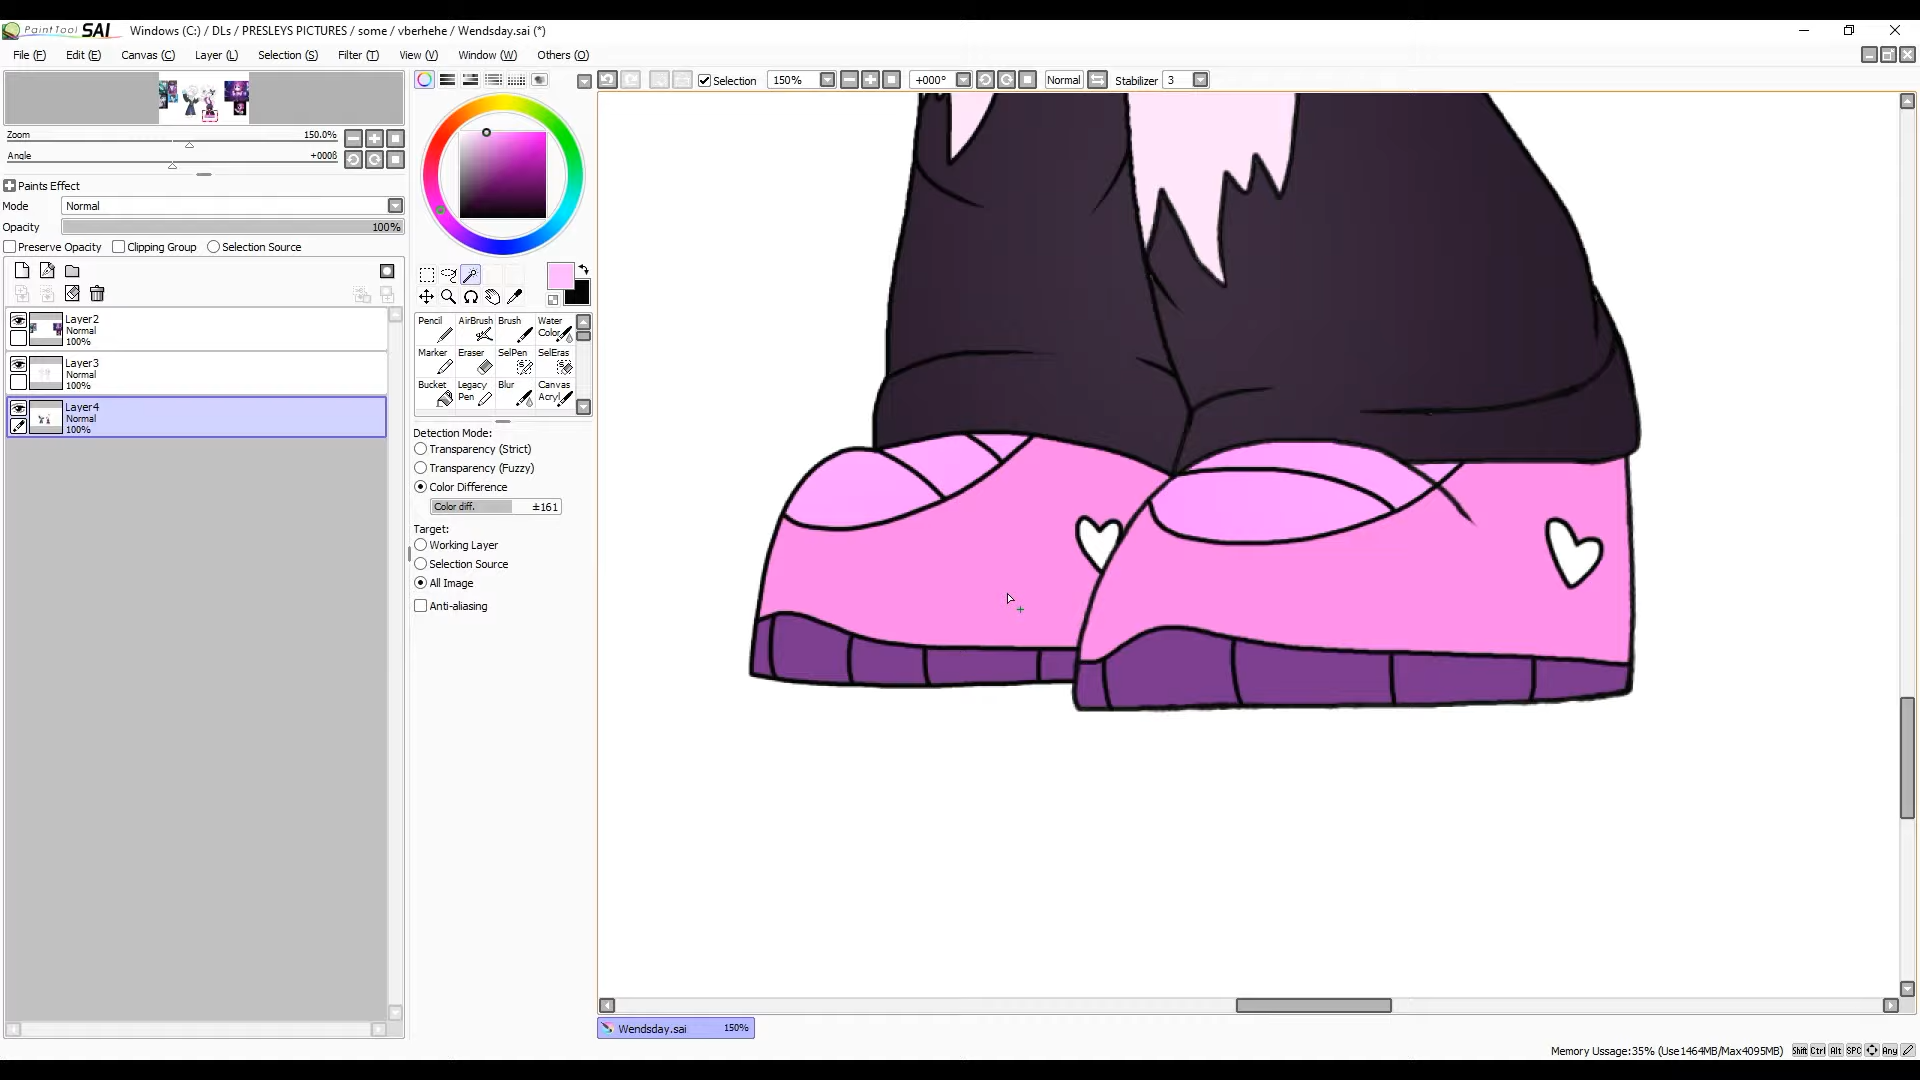 PaintTool SAI Windows (C:) / DLs / PRESLEYS PICTURES / some / vberhehe / Wendsday.sai (*)
File (F) Edit (E) Canvas (C) Layer (L) Selection (S) Filter (T) View (V) Window (W) Others (O)
Selection 150% +000° Normal Stabilizer 3
Zoom 150.0%
Angle +000ß
Paints Effect
Mode Normal
Opacity 100%
Preserve Opacity Clipping Group Selection Source
Layer2
Normal
100%
Layer3
Normal
100%
Layer4
Normal
100%
Pencil AirBrush Brush Water
Color
Marker Eraser SelPen SelEras
Bucket Legacy Blur Canvas
Pen Acryl
Detection Mode:
Transparency (Strict)
Transparency (Fuzzy)
Color Difference
Color diff. ±161
Target:
Working Layer
Selection Source
All Image
Anti-aliasing
Wendsday.sai 150%
Memory Ussage:35% (Use1464MB/Max4095MB) Shift Ctrl Alt SPC Any